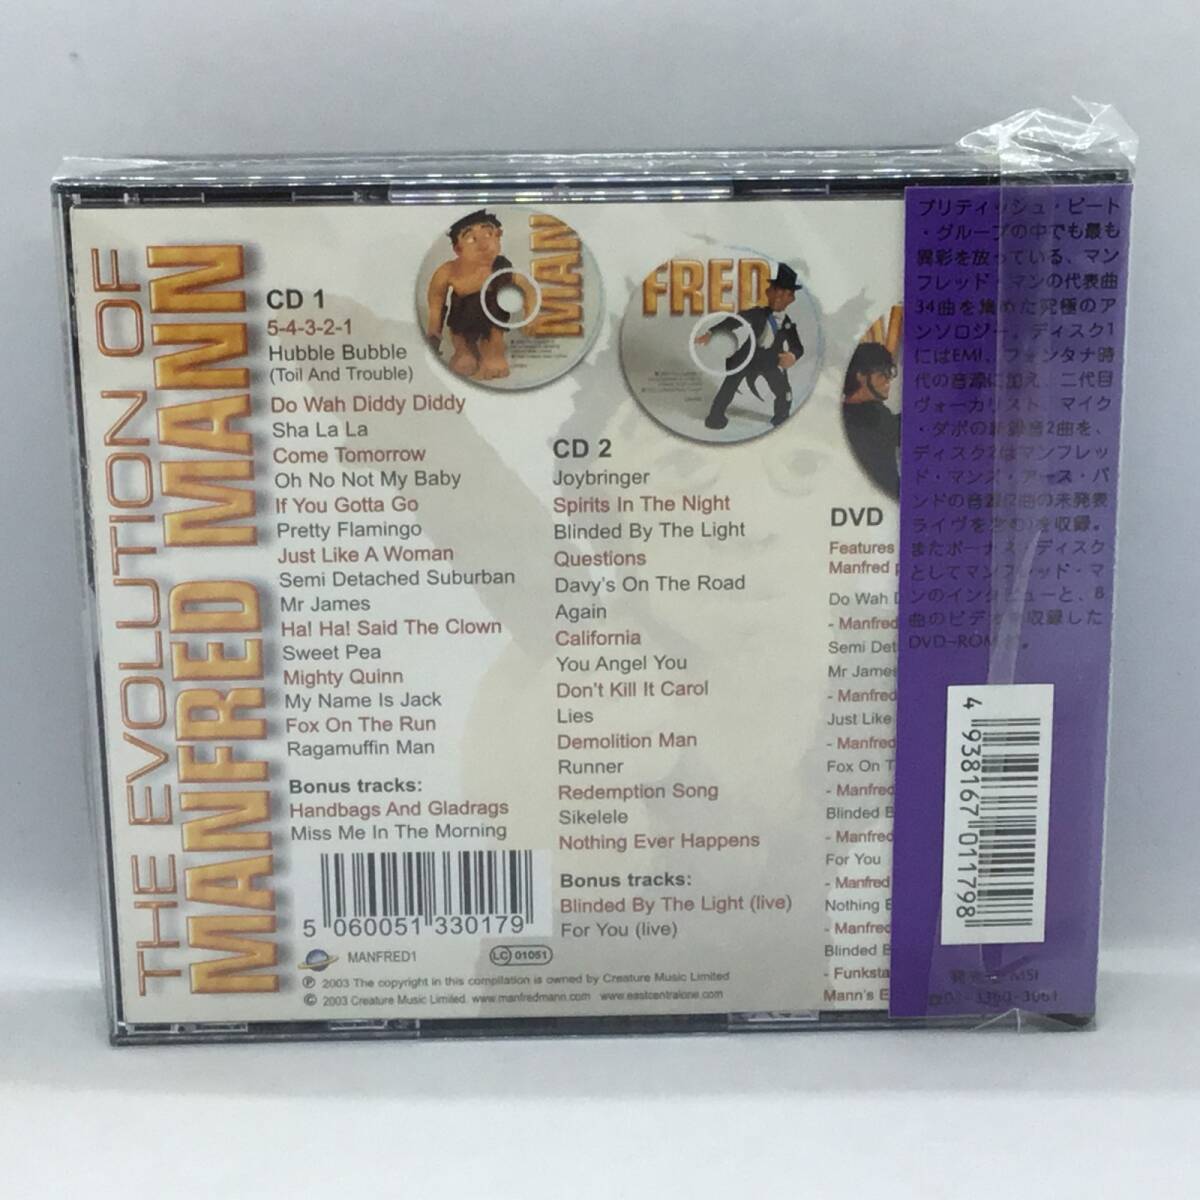 THE EVOLUTION OF
MANFRED MANN
CD 1
5-4-3-2-1
Hubble Bubble
(Toil And Trouble)
Do Wah Diddy Diddy
Sha La La
Come Tomorrow
Oh No Not My Baby
If You Gotta Go
Pretty Flamingo
Just Like A Woman
Semi Detached Suburban
Mr James
Ha! Ha! Said The Clown
Sweet Pea
Mighty Quinn
My Name Is Jack
Fox On The Run
Ragamuffin Man
Bonus tracks:
Handbags And Gladrags
Miss Me In The Morning
5 060051 330179
MANFRED1
LC 01051
℗ 2003 The copyright in this compilation is owned by Creature Music Limited
© 2003 Creature Music Limited. www.manfredmann.com www.eastcentralone.com
MAN
FRED
CD 2
Joybringer
Spirits In The Night
Blinded By The Light
Questions
Davy's On The Road
Again
California
You Angel You
Don't Kill It Carol
Lies
Demolition Man
Runner
Redemption Song
Sikelele
Nothing Ever Happens
Bonus tracks:
Blinded By The Light (live)
For You (live)
DVD
Features
Manfred
Do Wah
- Manfred
Semi Det
Mr James
- Manfred
Just Like
- Manfred
Fox On T
- Manfred
Blinded B
- Manfred
For You
- Manfred
Nothing E
- Manfred
Blinded E
- Funksta
Mann's E
ブリティッシュ・ビート
・グループの中でも最も
異彩を放っている、マン
フレッド・マンの代表曲
34曲を集めた究極のア
ンソロジー。ディスク1
にはEMI、フォンタナ時
代の音源に加え、二代目
ヴォーカリスト、マイク
・ダボの新録音2曲を、
ディスク2はマンフレッ
ド・マンズ・アース・バ
ンドの音源(2曲の未発表
ライヴを含む)を収録。
またボーナス・ディスク
としてマンフレッド・マ
ンのインタビューと、8
曲のビデオを収録した
DVD-ROM
4 938167 011798
発売元 MSI
☎03-3360-3061